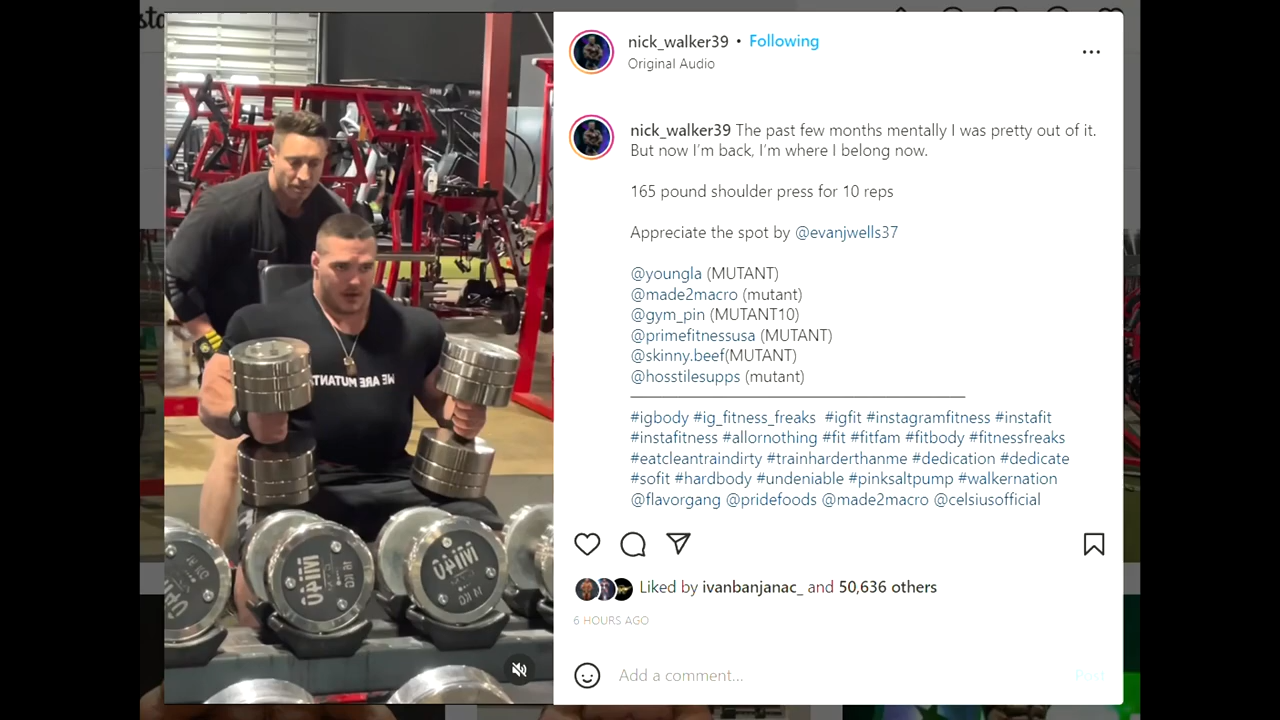 nick_walker39 • Following
Original Audio
nick_walker39 The past few months mentally I was pretty out of it.
But now I'm back, I'm where I belong now.
165 pound shoulder press for 10 reps
Appreciate the spot by @evanjwells37
@youngla (MUTANT)
@made2macro (mutant)
@gym_pin (MUTANT10)
@primefitnessusa (MUTANT)
@skinny.beef(MUTANT)
@hosstilesupps (mutant)
#igbody #ig_fitness_freaks #igfit #instagramfitness #instafit
#instafitness #allornothing #fit #fitfam #fitbody #fitnessfreaks
#eatcleantraindirty #trainharderthanme #dedication #dedicate
#sofit #hardbody #undeniable #pinksaltpump #walkernation
@flavorgang @pridefoods @made2macro @celsiusofficial
Liked by ivanbanjanac_ and 50,636 others
6 HOURS AGO
Add a comment...
Post
WE ARE MUTANT
MI40
MI40